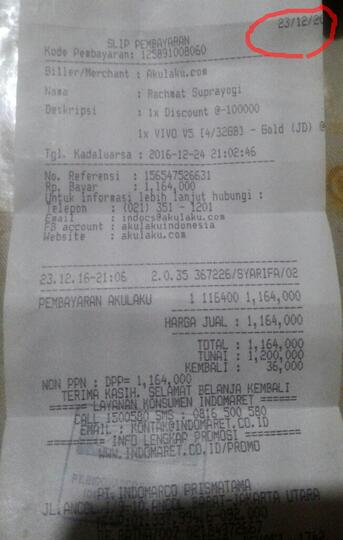 23/12/20
SLIP PEMBAYARAN
Kode Pembayaran: 125891008060
Biller/Merchant : Akulaku.com
Nama : Rachmat Suprayogi
Deskripsi : 1x Discount @-100000
1x VIVO V5 [4/32GB] - Gold (JD) @
Tgl. Kadaluarsa : 2016-12-24 21:02:46
No. Referensi : 156547526631
Rp. Bayar : 1,164,000
Untuk informasi lebih lanjut hubungi :
Telepon : (021) 351 - 1201
Email : indocs@akulaku.com
FB account : akulakuindonesia
Website : akulaku.com
23.12.16-21:06 2.0.35 367226/SYARIFA/02
PEMBAYARAN AKULAKU 1 116400 1,164,000
HARGA JUAL : 1,164,000
TOTAL : 1,164,000
TUNAI : 1,200,000
KEMBALI : 36,000
NON PPN : DPP= 1,164,000
TERIMA KASIH. SELAMAT BELANJA KEMBALI
===== LAYANAN KONSUMEN INDOMARET =====
CALL 1500580 SMS : 0816 500 580
EMAIL : KONTAK@INDOMARET.CO.ID
======== INFO LENGKAP PROMOSI ========
WWW.INDOMARET.CO.ID/PROMO
PT. INDOMARCO PRISMATAMA
JL.ANCOL JAKARTA UTARA